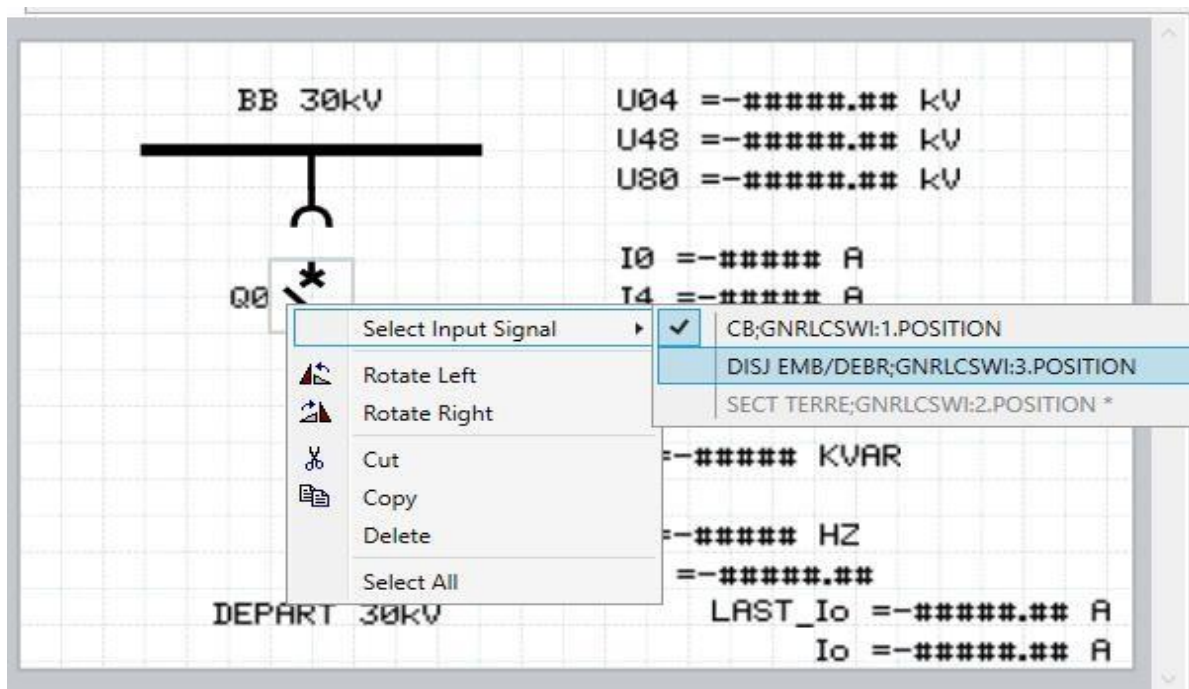 BB 30kV
U04 =-#####.## kV
U48 =-#####.## kV
U80 =-#####.## kV
I0 =-##### A
I4 =-##### A
Q0
Select Input Signal
CB;GNRLCSWI:1.POSITION
DISJ EMB/DEBR;GNRLCSWI:3.POSITION
SECT TERRE;GNRLCSWI:2.POSITION *
Rotate Left
Rotate Right
Cut
Copy
Delete
Select All
=-##### KVAR
=-##### HZ
=-#####.##
DEPART 30kV
LAST_Io =-#####.## A
Io =-#####.## A